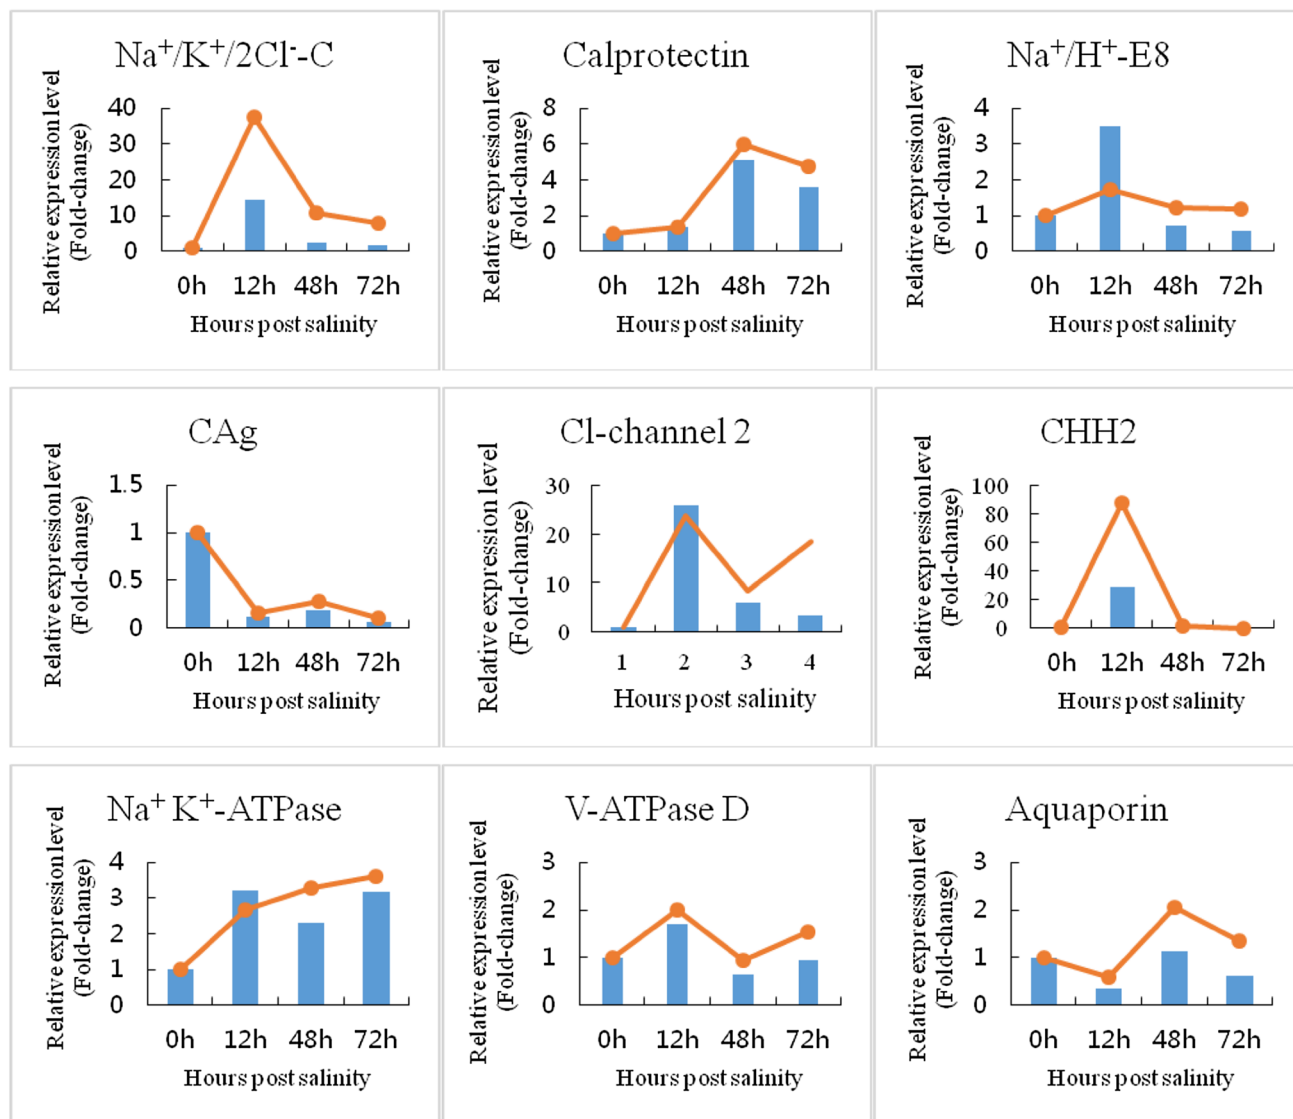 Na⁺/K⁺/2Cl⁻-C
Relative expression level
(Fold-change)
40
30
20
10
0
0h 12h 48h 72h
Hours post salinity
Calprotectin
Relative expression level
(Fold-change)
8
6
4
2
0
0h 12h 48h 72h
Hours post salinity
Na⁺/H⁺-E8
Relative expression level
(Fold-change)
4
3
2
1
0
0h 12h 48h 72h
Hours post salinity
CAg
Relative expression level
(Fold-change)
1.5
1
0.5
0
0h 12h 48h 72h
Hours post salinity
Cl-channel 2
Relative expression level
(Fold-change)
30
20
10
0
1 2 3 4
Hours post salinity
CHH2
Relative expression level
(Fold-change)
100
80
60
40
20
0
0h 12h 48h 72h
Hours post salinity
Na⁺ K⁺-ATPase
Relative expression level
(Fold-change)
4
3
2
1
0
0h 12h 48h 72h
Hours post salinity
V-ATPase D
Relative expression level
(Fold-change)
3
2
1
0
0h 12h 48h 72h
Hours post salinity
Aquaporin
Relative expression level
(Fold-change)
3
2
1
0
0h 12h 48h 72h
Hours post salinity